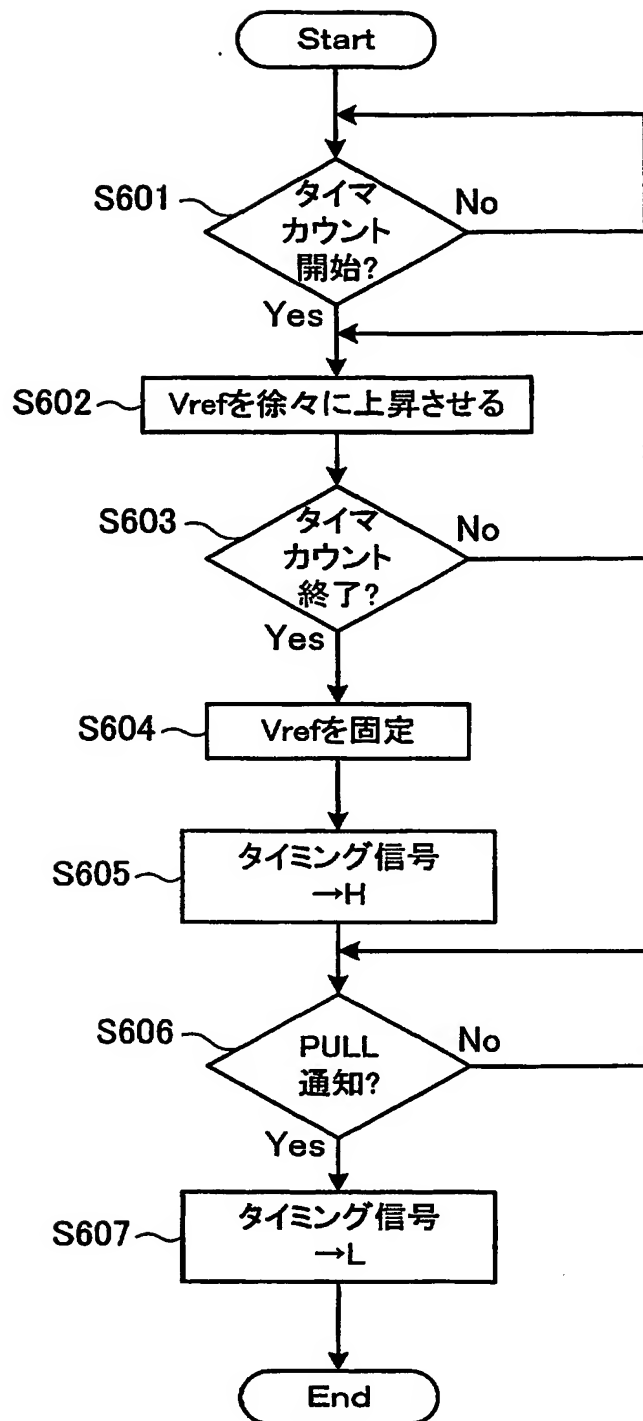 Start
S601
タイマ
カウント
開始?
No
Yes
S602
Vrefを徐々に上昇させる
S603
タイマ
カウント
終了?
No
Yes
S604
Vrefを固定
S605
タイミング信号
→H
S606
PULL
通知?
No
Yes
S607
タイミング信号
→L
End